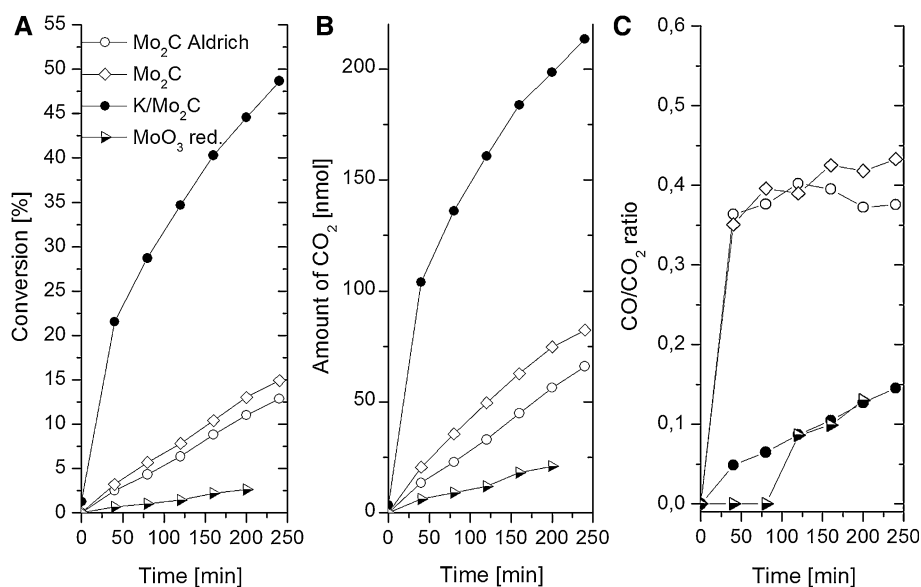 A
Mo2C Aldrich
Mo2C
K/Mo2C
MoO3 red.
55
50
45
40
35
30
25
20
15
10
5
0
Conversion [%]
0 50 100 150 200 250
Time [min]
B
200
150
100
50
0
Amount of CO2 [nmol]
0 50 100 150 200 250
Time [min]
C
0,6
0,5
0,4
0,3
0,2
0,1
0,0
CO/CO2 ratio
0 50 100 150 200 250
Time [min]